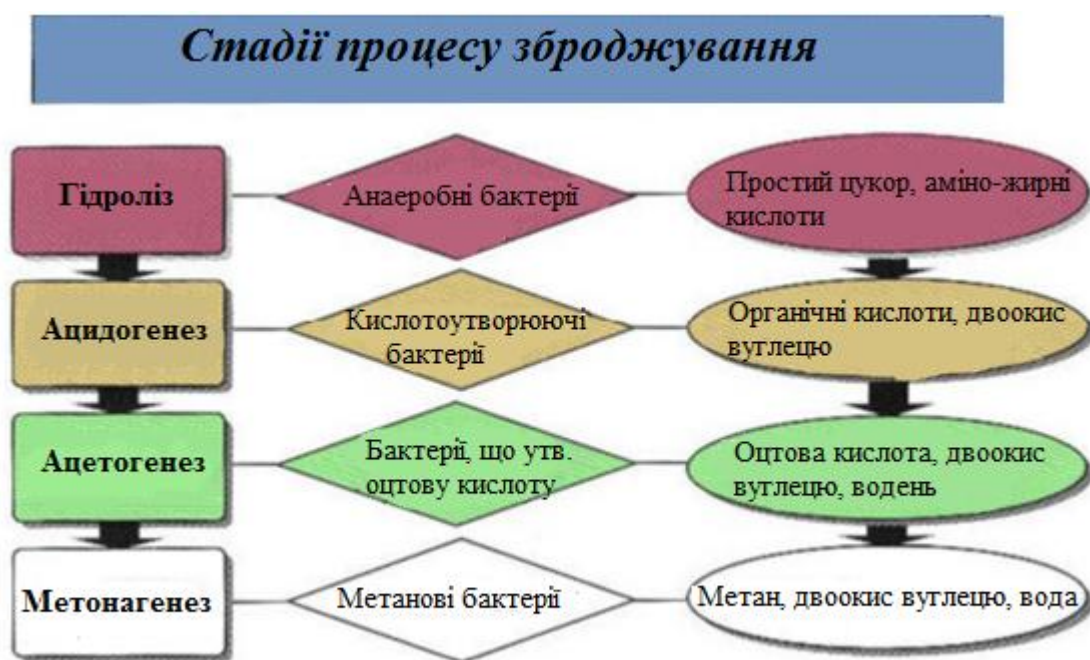 Стадії процесу зброджування
Гідроліз
Анаеробні бактерії
Простий цукор, аміно-жирні
кислоти
Ацидогенез
Кислотоутворюючі
бактерії
Органічні кислоти, двоокис
вуглецю
Ацетогенез
Бактерії, що утв.
оцтову кислоту
Оцтова кислота, двоокис
вуглецю, водень
Метонагенез
Метанові бактерії
Метан, двоокис вуглецю, вода